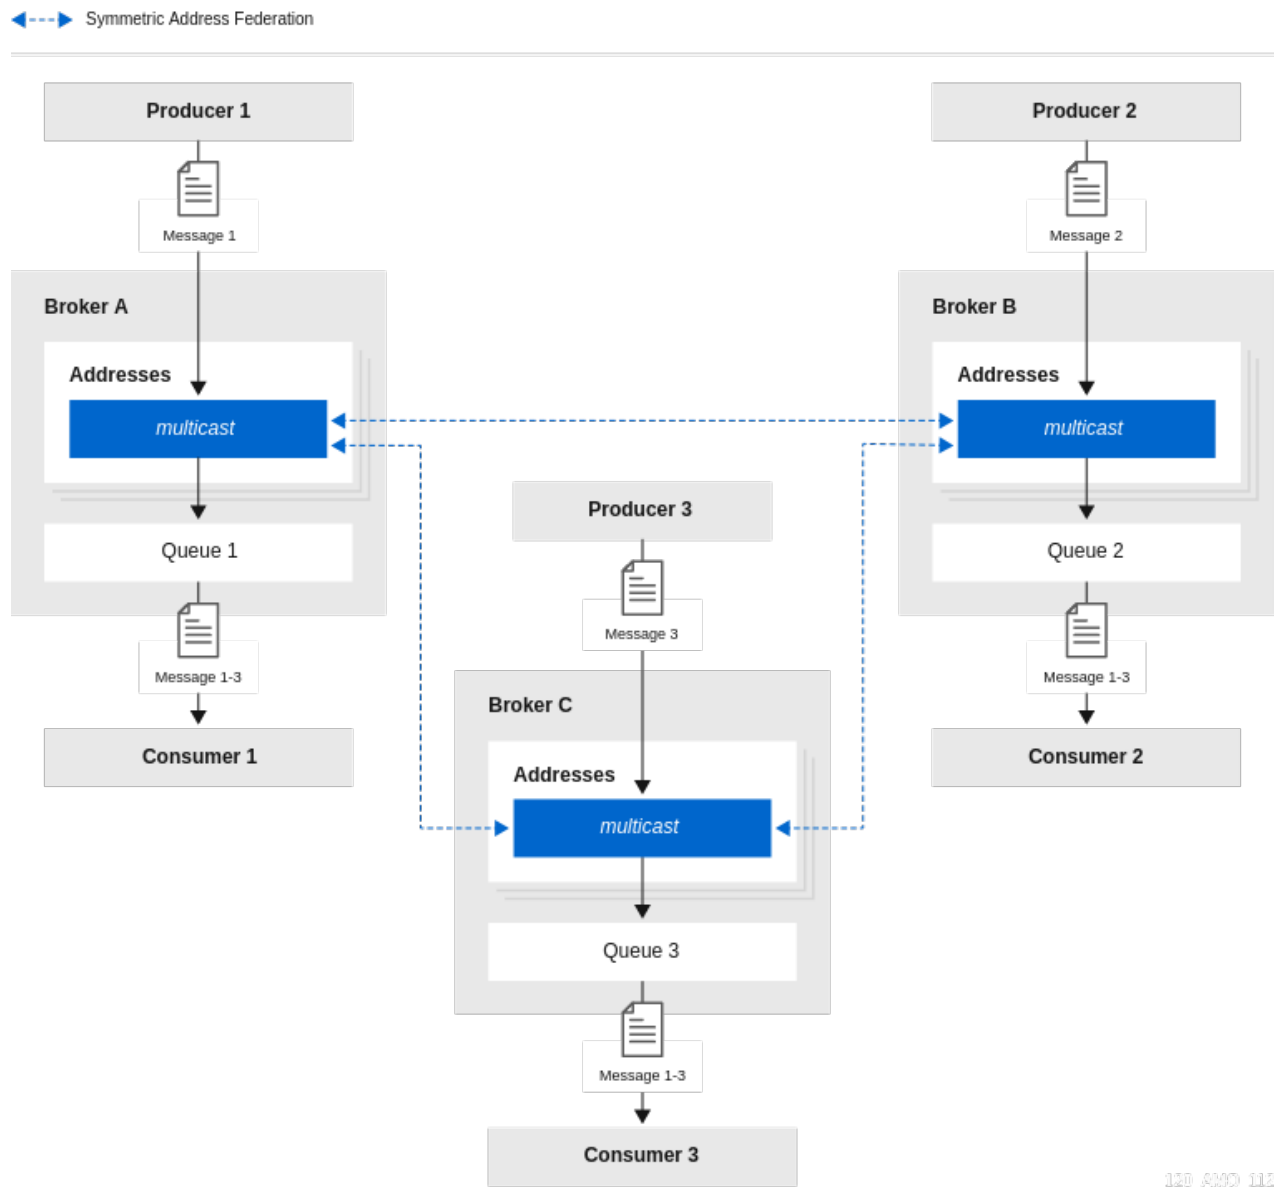 Symmetric Address Federation
Producer 1
Producer 2
Message 1
Message 2
Broker A
Broker B
Addresses
Addresses
multicast
multicast
Producer 3
Queue 1
Queue 2
Message 3
Message 1-3
Message 1-3
Broker C
Consumer 1
Consumer 2
Addresses
multicast
Queue 3
Message 1-3
Consumer 3